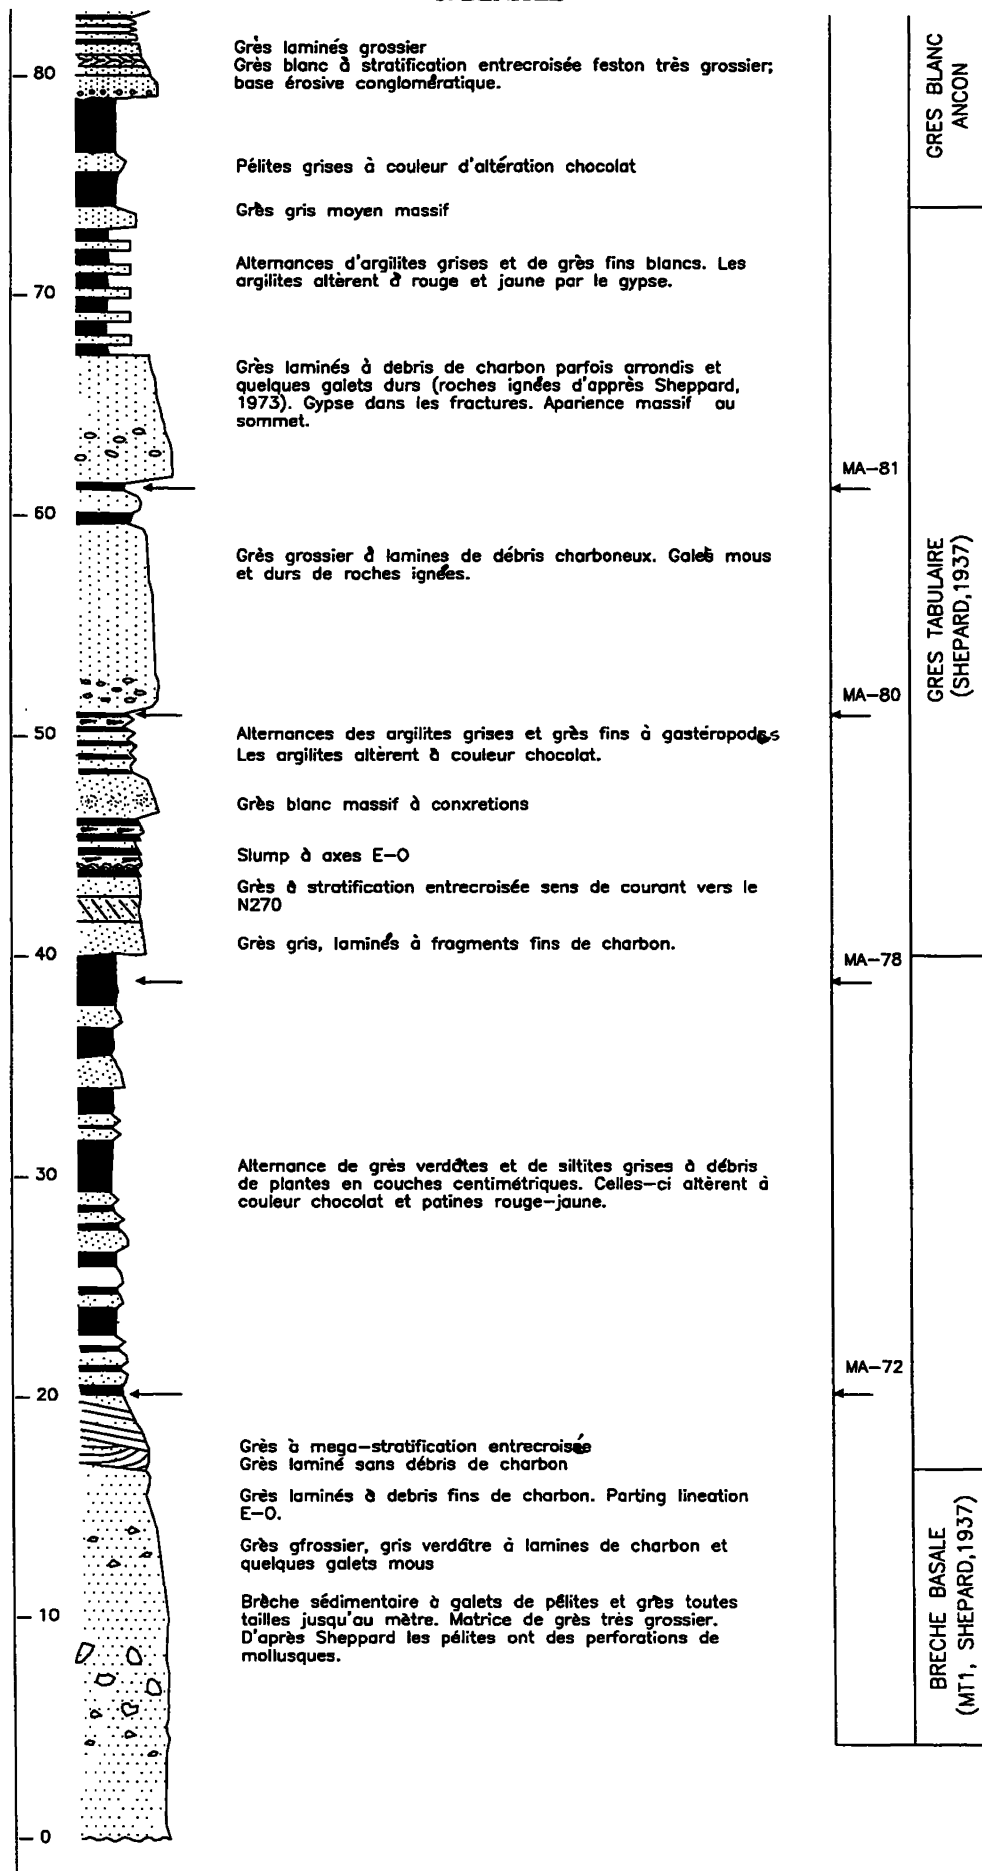 80
Grès laminés grossier
Grès blanc à stratification entrecroisée feston très grossier;
base érosive conglomératique.
Pélites grises à couleur d'altération chocolat
Grès gris moyen massif
Alternances d'argilites grises et de grès fins blancs. Les
argilites altèrent à rouge et jaune par le gypse.
70
Grès laminés à debris de charbon parfois arrondis et
quelques galets durs (roches ignées d'apprès Sheppard,
1973). Gypse dans les fractures. Aparience massif au
sommet.
MA-81
60
Grès grossier à lamines de débris charboneux. Galets mous
et durs de roches ignées.
MA-80
50
Alternances des argilites grises et grès fins à gastéropodes
Les argilites altèrent à couleur chocolat.
Grès blanc massif à conxretions
Slump à axes E-O
Grès à stratification entrecroisée sens de courant vers le
N270
Grès gris, laminés à fragments fins de charbon.
40
MA-78
30
Alternance de grès verdâtes et de siltites grises à débris
de plantes en couches centimétriques. Celles-ci altèrent à
couleur chocolat et patines rouge-jaune.
MA-72
20
Grès à mega-stratification entrecroisée
Grès laminé sans débris de charbon
Grès laminés à debris fins de charbon. Parting lineation
E-O.
Grès gfrossier, gris verdâtre à lamines de charbon et
quelques galets mous
10
Brèche sédimentaire à galets de pélites et grès toutes
tailles jusqu'au mètre. Matrice de grès très grossier.
D'après Sheppard les pélites ont des perforations de
mollusques.
0
GRES BLANC
ANCON
GRES TABULAIRE
(SHEPARD,1937)
BRECHE BASALE
(MT1, SHEPARD,1937)